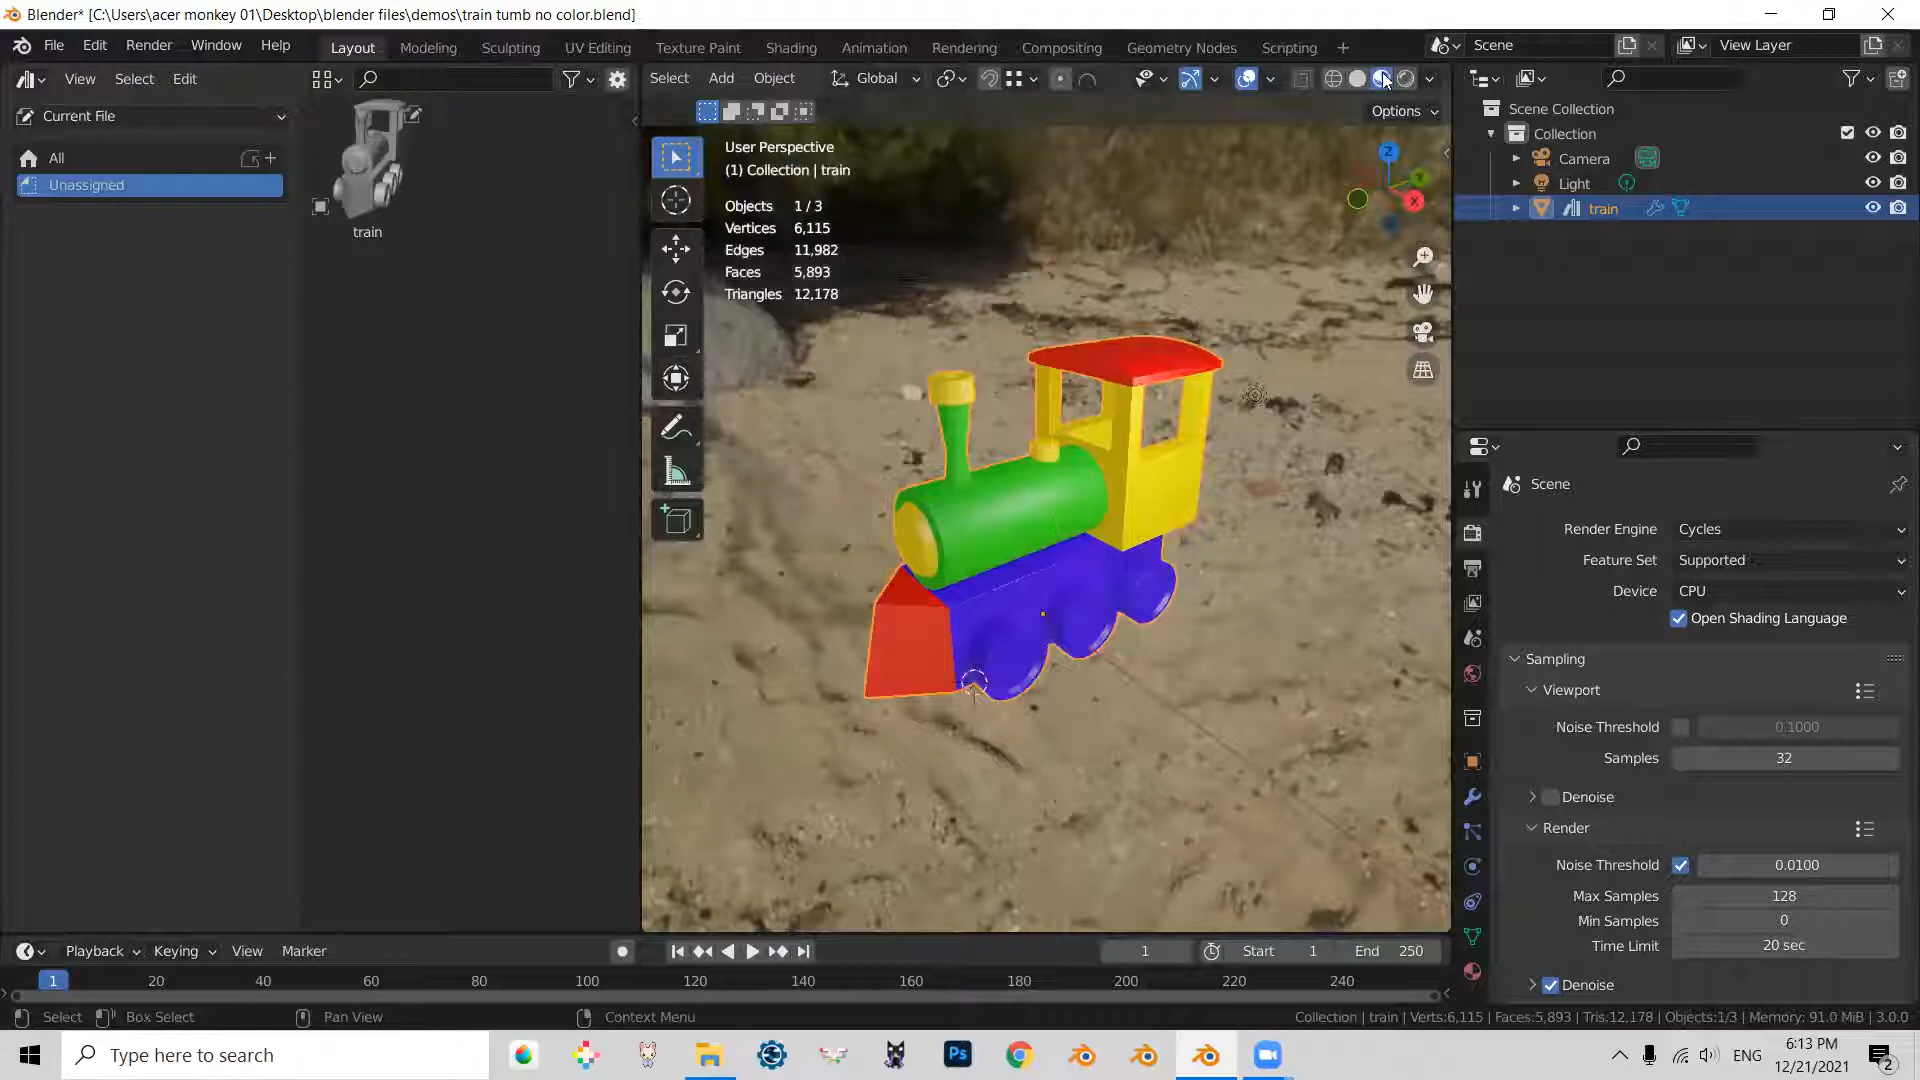 Blender* [C:\Users\acer monkey 01\Desktop\blender files\demos\train tumb no color.blend]
File Edit Render Window Help Layout Modeling Sculpting UV Editing Texture Paint Shading Animation Rendering Compositing Geometry Nodes Scripting Scene View Layer
View Select Edit Select Add Object Global
Current File
Options
All
Unassigned
train
User Perspective
(1) Collection | train
Objects 1 / 3
Vertices 6,115
Edges 11,982
Faces 5,893
Triangles 12,178
Z
Y
X
Scene Collection
Collection
Camera
Light
train
Scene
Render Engine Cycles
Feature Set Supported
Device CPU
Open Shading Language
Sampling
Viewport
Noise Threshold 0.1000
Samples 32
Denoise
Render
Noise Threshold 0.0100
Max Samples 128
Min Samples 0
Time Limit 20 sec
Denoise
Playback Keying View Marker 1 Start 1 End 250
1 20 40 60 80 100 120 140 160 180 200 220 240
Select Box Select Pan View Context Menu Collection | train | Verts:6,115 | Faces:5,893 | Tris:12,178 | Objects:1/3 | Memory: 91.0 MiB | 3.0.0
Type here to search
Ps
ENG
6:13 PM
12/21/2021
2